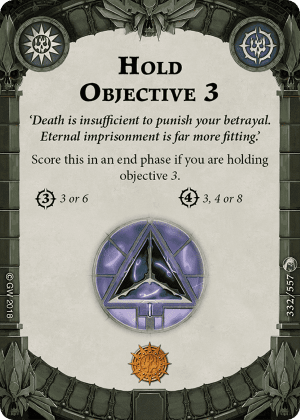 HOLD
OBJECTIVE 3
'Death is insufficient to punish your betrayal.
Eternal imprisonment is far more fitting.'
Score this in an end phase if you are holding
objective 3.
3 3 or 6
4 3, 4 or 8
© GW 2018
332/557
1